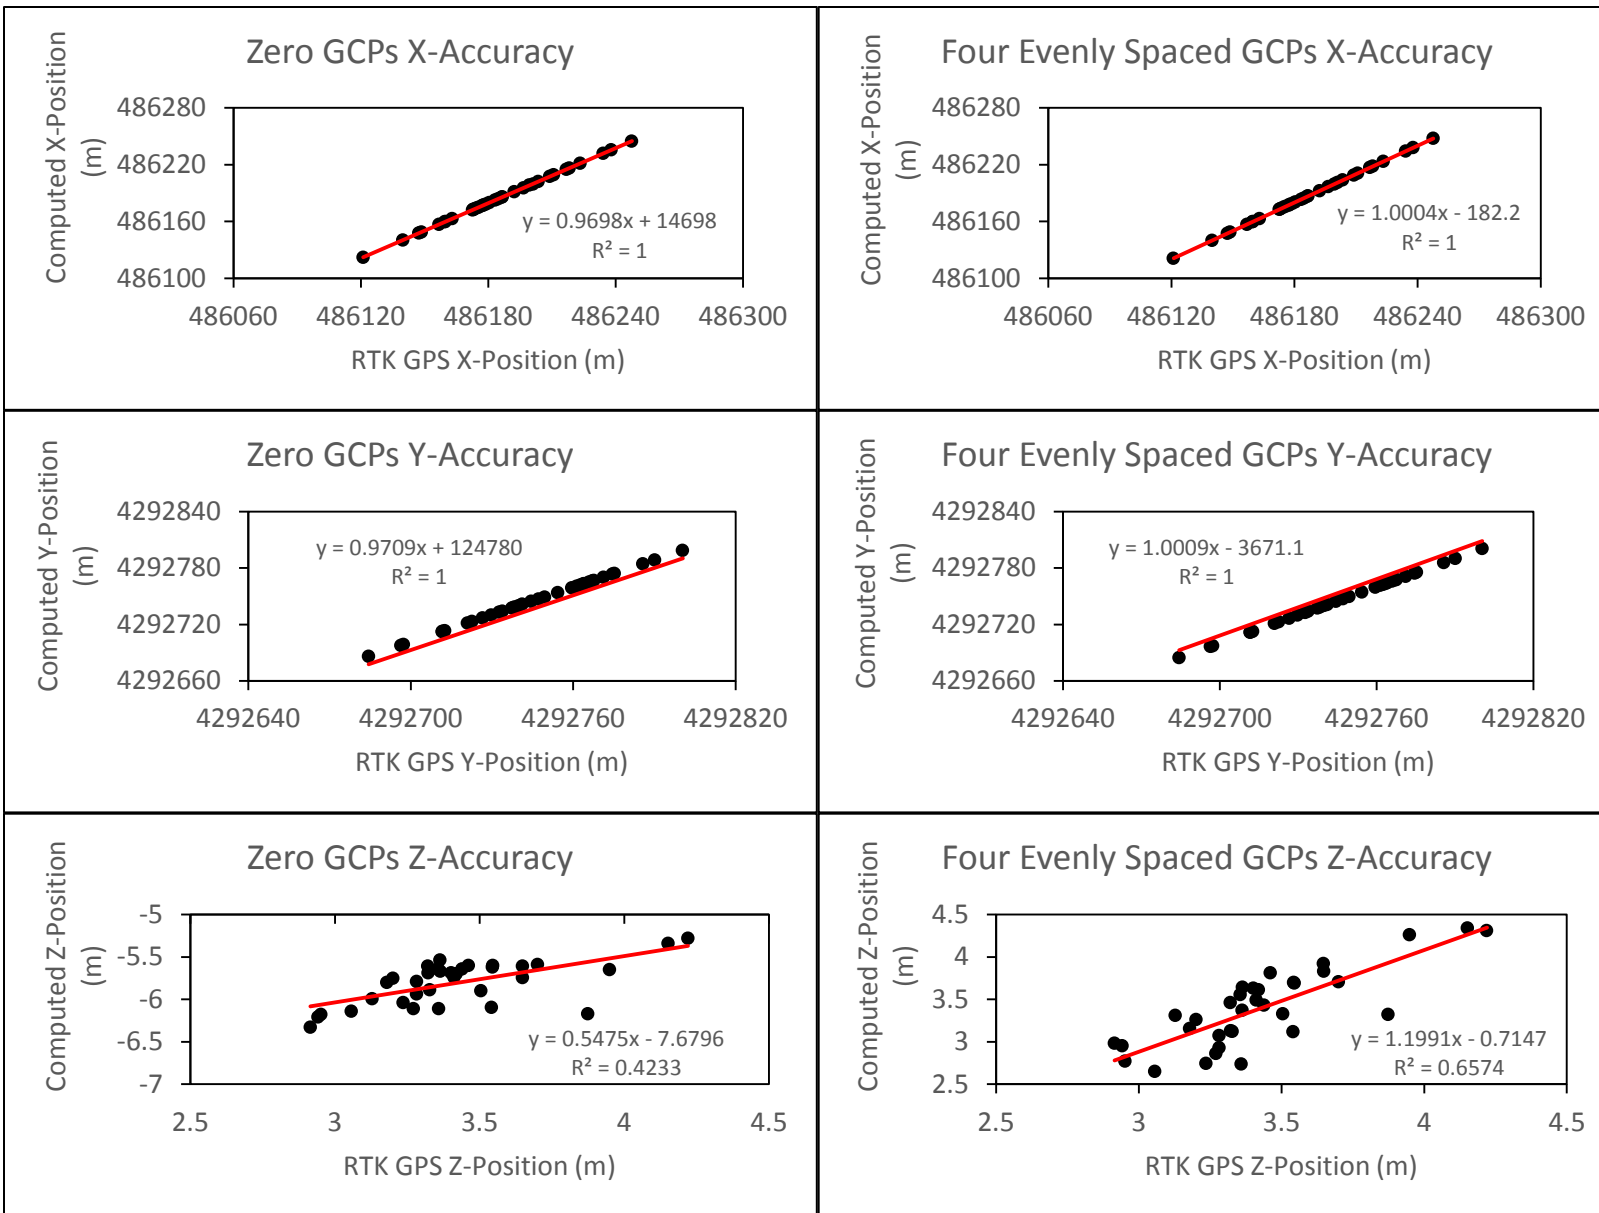 Zero GCPs X-Accuracy
Computed X-Position
(m)
486280
486220
486160
486100
y = 0.9698x + 14698
R² = 1
486060 486120 486180 486240 486300
RTK GPS X-Position (m)
Four Evenly Spaced GCPs X-Accuracy
Computed X-Position
(m)
486280
486220
486160
486100
y = 1.0004x - 182.2
R² = 1
486060 486120 486180 486240 486300
RTK GPS X-Position (m)
Zero GCPs Y-Accuracy
Computed Y-Position
(m)
4292840
4292780
4292720
4292660
y = 0.9709x + 124780
R² = 1
4292640 4292700 4292760 4292820
RTK GPS Y-Position (m)
Four Evenly Spaced GCPs Y-Accuracy
Computed Y-Position
(m)
4292840
4292780
4292720
4292660
y = 1.0009x - 3671.1
R² = 1
4292640 4292700 4292760 4292820
RTK GPS Y-Position (m)
Zero GCPs Z-Accuracy
Computed Z-Position
(m)
-5
-5.5
-6
-6.5
-7
y = 0.5475x - 7.6796
R² = 0.4233
2.5 3 3.5 4 4.5
RTK GPS Z-Position (m)
Four Evenly Spaced GCPs Z-Accuracy
Computed Z-Position
(m)
4.5
4
3.5
3
2.5
y = 1.1991x - 0.7147
R² = 0.6574
2.5 3 3.5 4 4.5
RTK GPS Z-Position (m)